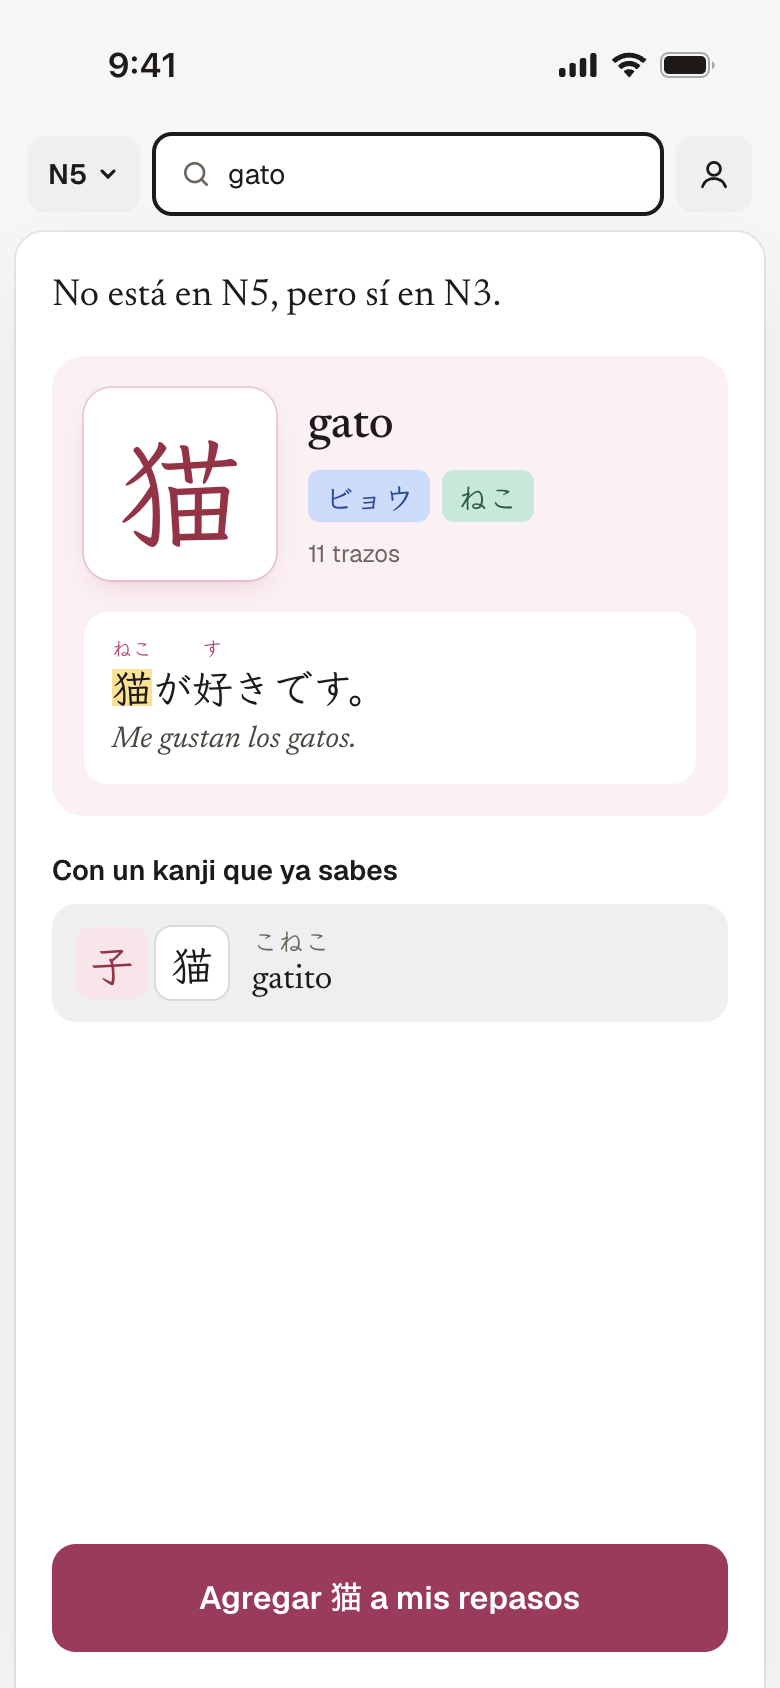 9:41
N5
gato
No está en N5, pero sí en N3.
猫
gato
ビョウ ねこ
11 trazos
ねこ す
猫が好きです。
Me gustan los gatos.
Con un kanji que ya sabes
子 猫
こねこ
gatito
Agregar 猫 a mis repasos